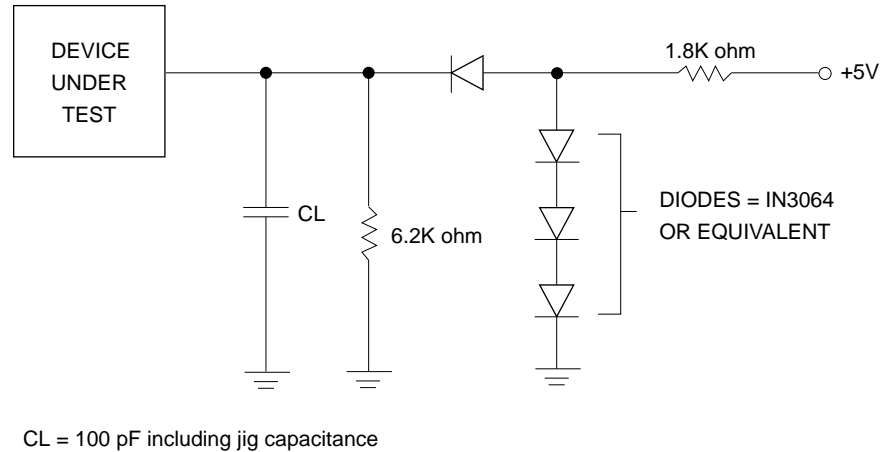 DEVICE
UNDER
TEST
1.8K ohm
+5V
CL
6.2K ohm
DIODES = IN3064
OR EQUIVALENT
CL = 100 pF including jig capacitance